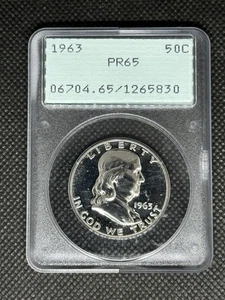 1963 50C
PR65
06704.65/1265830
LIBERTY
1963
IN GOD WE TRUST